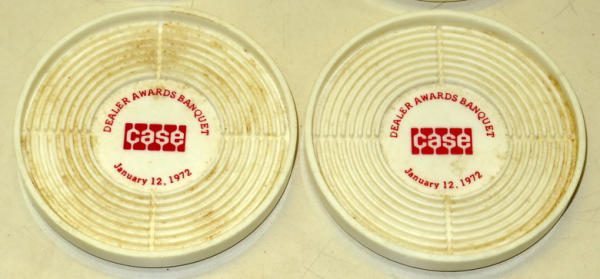 DEALER AWARDS BANQUET
case
January 12, 1972
DEALER AWARDS BANQUET
case
January 12, 1972